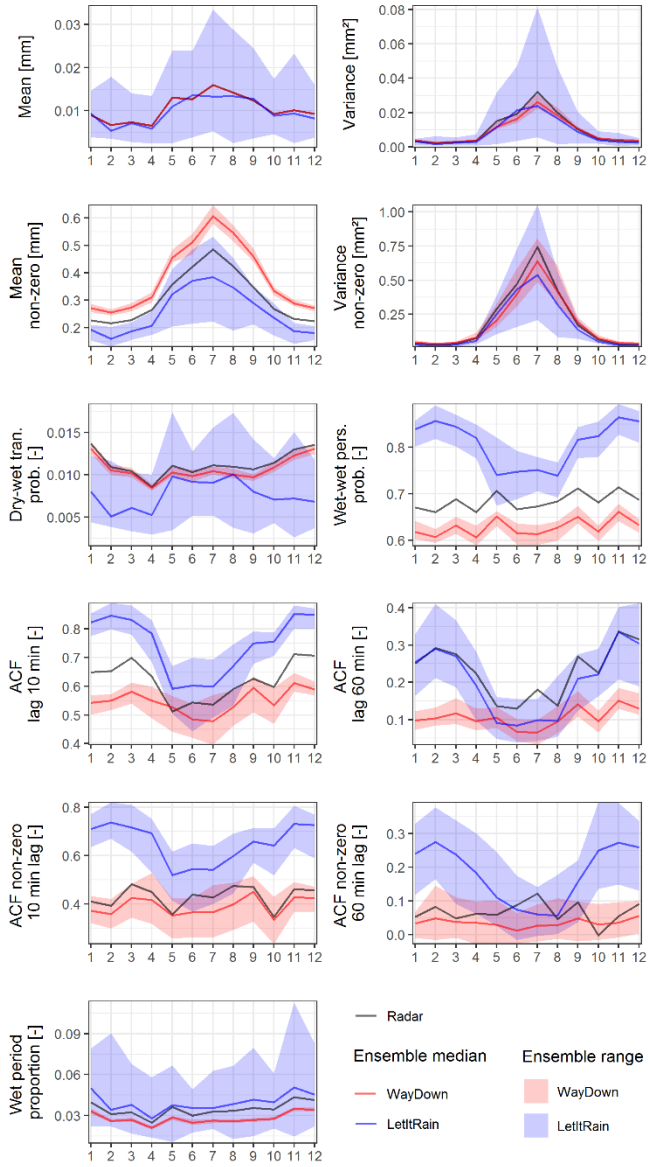 Mean [mm]
0.03
0.02
0.01
1 2 3 4 5 6 7 8 9 10 11 12
Variance [mm²]
0.08
0.06
0.04
0.02
0.00
1 2 3 4 5 6 7 8 9 10 11 12
Mean
non-zero [mm]
0.6
0.5
0.4
0.3
0.2
1 2 3 4 5 6 7 8 9 10 11 12
Variance
non-zero [mm²]
1.00
0.75
0.50
0.25
1 2 3 4 5 6 7 8 9 10 11 12
Dry-wet tran.
prob. [-]
0.015
0.010
0.005
1 2 3 4 5 6 7 8 9 10 11 12
Wet-wet pers.
prob. [-]
0.8
0.7
0.6
1 2 3 4 5 6 7 8 9 10 11 12
ACF
lag 10 min [-]
0.8
0.7
0.6
0.5
0.4
1 2 3 4 5 6 7 8 9 10 11 12
ACF
lag 60 min [-]
0.4
0.3
0.2
0.1
1 2 3 4 5 6 7 8 9 10 11 12
ACF non-zero
10 min lag [-]
0.8
0.6
0.4
1 2 3 4 5 6 7 8 9 10 11 12
ACF non-zero
60 min lag [-]
0.3
0.2
0.1
0.0
1 2 3 4 5 6 7 8 9 10 11 12
Wet period
proportion [-]
0.09
0.06
0.03
1 2 3 4 5 6 7 8 9 10 11 12
Radar
Ensemble median
WayDown
LetItRain
Ensemble range
WayDown
LetItRain